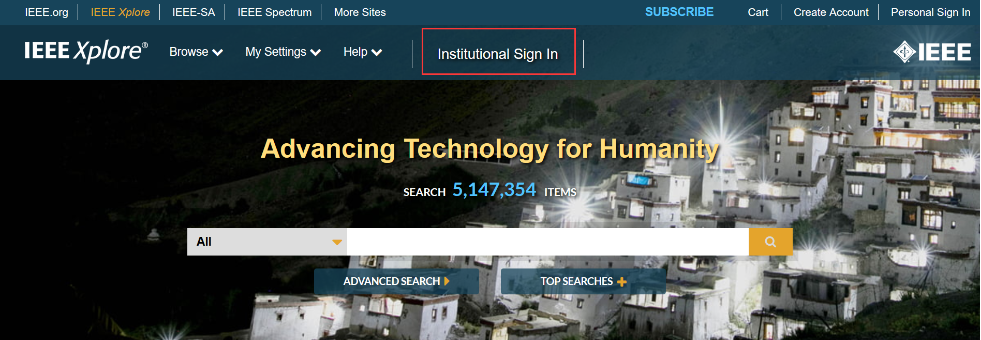 IEEE.org IEEE Xplore IEEE-SA IEEE Spectrum More Sites SUBSCRIBE Cart Create Account Personal Sign In
IEEE Xplore® Browse My Settings Help Institutional Sign In IEEE
Advancing Technology for Humanity
SEARCH 5,147,354 ITEMS
All
ADVANCED SEARCH TOP SEARCHES